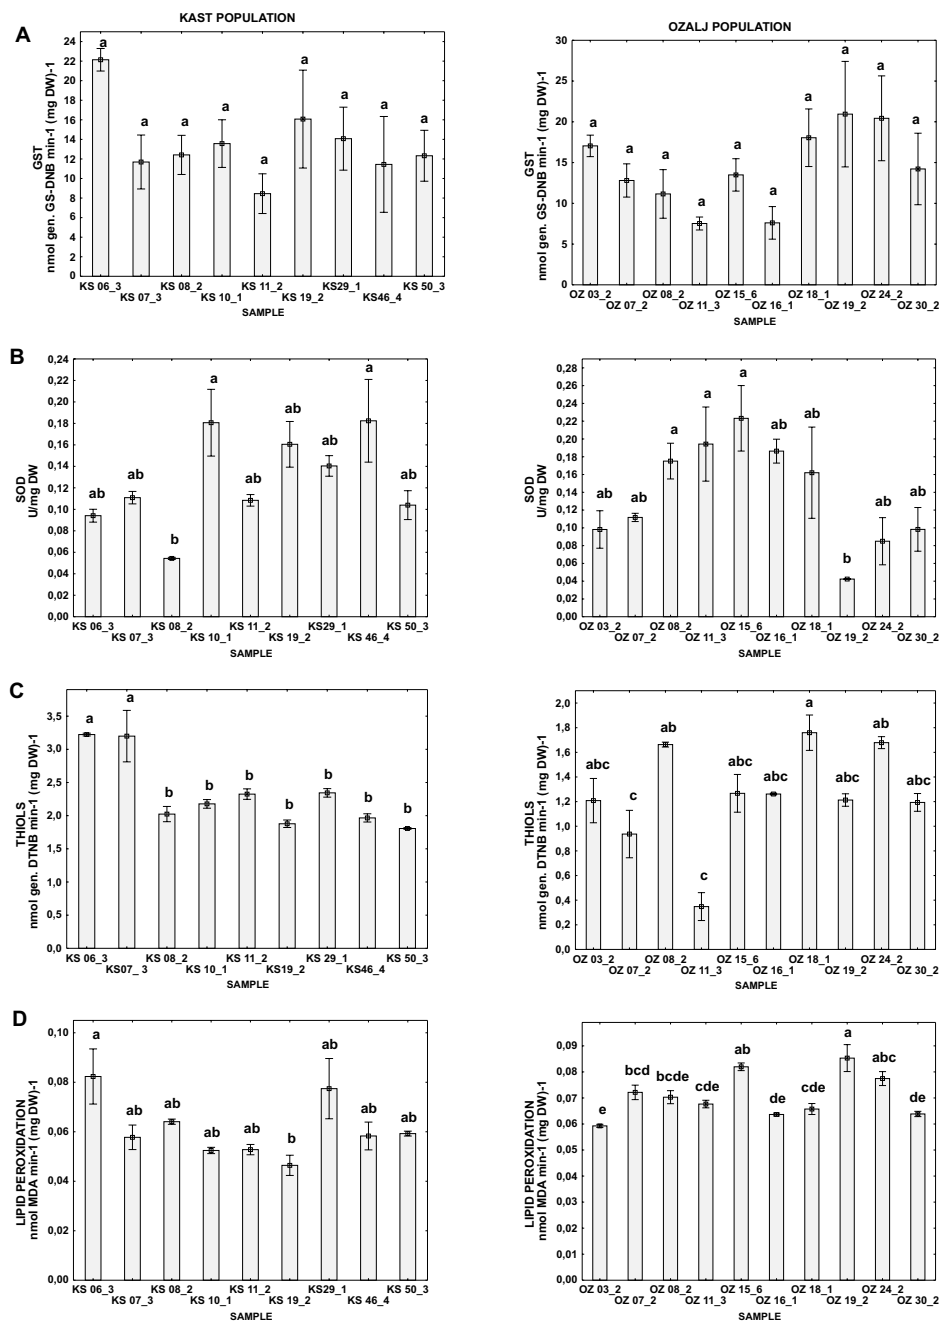 KAST POPULATION
OZALJ POPULATION
A
GST
nmol gen. GS-DNB min-1 (mg DW)-1
24
22
20
18
16
14
12
10
8
6
4
2
0
a
a
a
a
a
a
a
a
a
KS 06_3
KS 07_3
KS 08_2
KS 10_1
KS 11_2
KS 19_2
KS29_1
KS46_4
KS 50_3
SAMPLE
GST
nmol gen. GS-DNB min-1 (mg DW)-1
30
25
20
15
10
5
0
a
a
a
a
a
a
a
a
a
a
OZ 03_2
OZ 07_2
OZ 08_2
OZ 11_3
OZ 15_6
OZ 16_1
OZ 18_1
OZ 19_2
OZ 24_2
OZ 30_2
SAMPLE
B
SOD
U/mg DW
0,24
0,22
0,20
0,18
0,16
0,14
0,12
0,10
0,08
0,06
0,04
0,02
0,00
ab
ab
b
a
ab
ab
ab
a
ab
KS 06_3
KS 07_3
KS 08_2
KS 10_1
KS 11_2
KS 19_2
KS29_1
KS 46_4
KS 50_3
SAMPLE
SOD
U/mg DW
0,28
0,26
0,24
0,22
0,20
0,18
0,16
0,14
0,12
0,10
0,08
0,06
0,04
0,02
0,00
ab
ab
a
a
a
ab
ab
b
ab
ab
OZ 03_2
OZ 07_2
OZ 08_2
OZ 11_3
OZ 15_6
OZ 16_1
OZ 18_1
OZ 19_2
OZ 24_2
OZ 30_2
SAMPLE
C
THIOLS
nmol gen. DTNB min-1 (mg DW)-1
3,5
3,0
2,5
2,0
1,5
1,0
0,5
0,0
a
a
b
b
b
b
b
b
b
KS 06_3
KS07_3
KS 08_2
KS 10_1
KS 11_2
KS19_2
KS 29_1
KS46_4
KS 50_3
SAMPLE
THIOLS
nmol gen. DTNB min-1 (mg DW)-1
2,0
1,8
1,6
1,4
1,2
1,0
0,8
0,6
0,4
0,2
0,0
abc
c
ab
c
abc
abc
a
abc
ab
abc
OZ 03_2
OZ 07_2
OZ 08_2
OZ 11_3
OZ 15_6
OZ 16_1
OZ 18_1
OZ 19_2
OZ 24_2
OZ 30_2
SAMPLE
D
LIPID PEROXIDATION
nmol MDA min-1 (mg DW)-1
0,10
0,08
0,06
0,04
0,02
0,00
a
ab
ab
ab
ab
b
ab
ab
ab
KS 06_3
KS 07_3
KS 08_2
KS 10_1
KS 11_2
KS 19_2
KS29_1
KS 46_4
KS 50_3
SAMPLE
LIPID PEROXIDATION
nmol MDA min-1 (mg DW)-1
0,09
0,08
0,07
0,06
0,05
0,04
0,03
0,02
0,01
0,00
e
bcd
bcde
cde
ab
de
cde
a
abc
de
OZ 03_2
OZ 07_2
OZ 08_2
OZ 11_3
OZ 15_6
OZ 16_1
OZ 18_1
OZ 19_2
OZ 24_2
OZ 30_2
SAMPLE